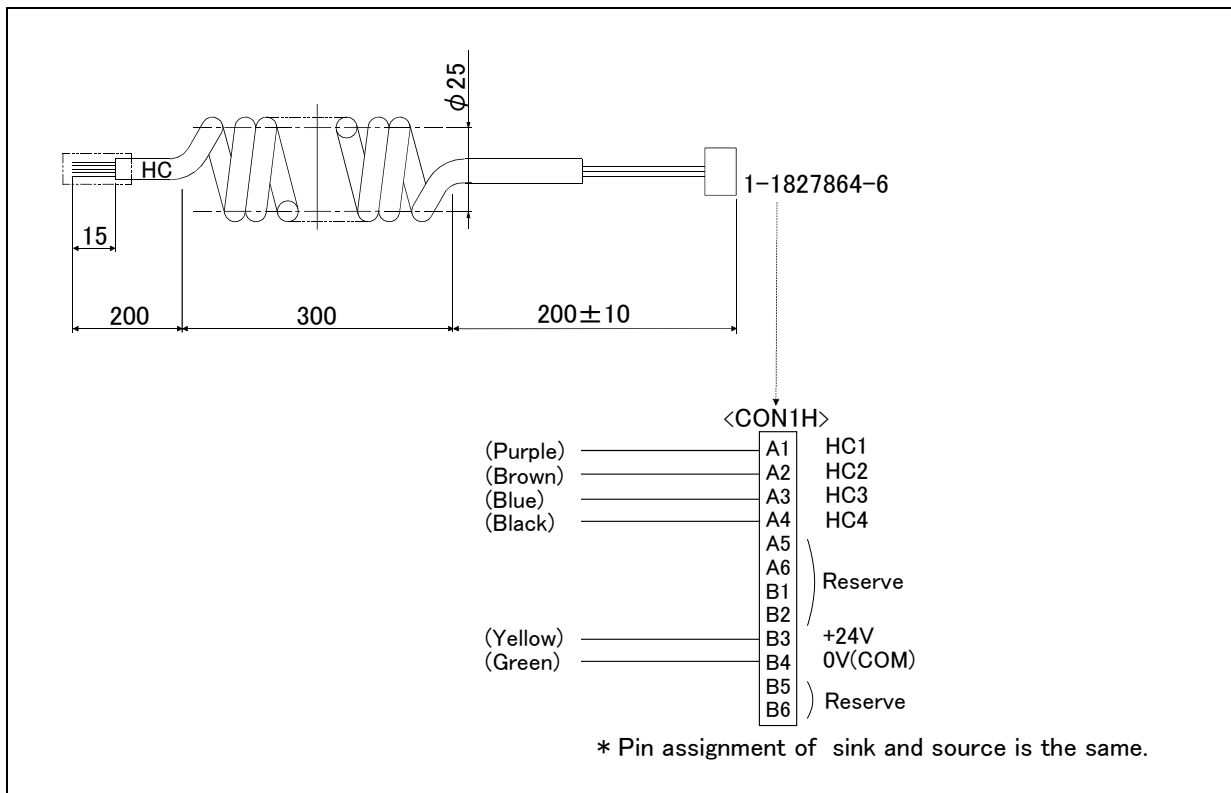 φ25
HC
1-1827864-6
15
200 300 200±10
<CON1H>
(Purple) A1 HC1
(Brown) A2 HC2
(Blue) A3 HC3
(Black) A4 HC4
A5
A6
Reserve
B1
B2
(Yellow) B3 +24V
(Green) B4 0V(COM)
B5
Reserve
B6
* Pin assignment of sink and source is the same.